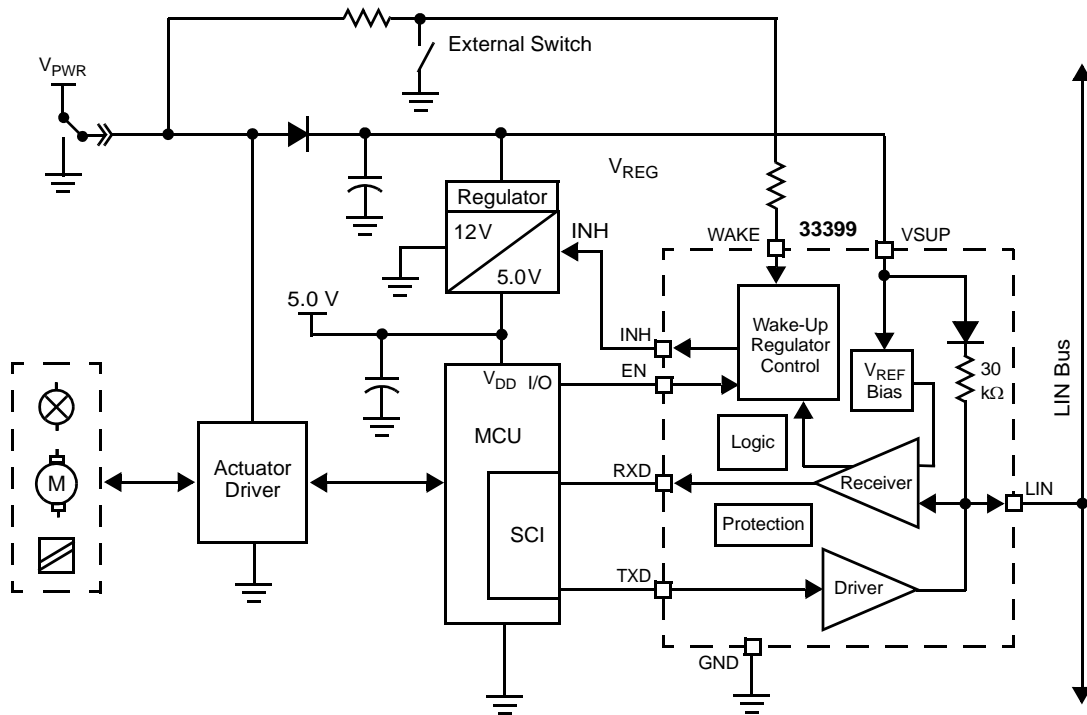 External Switch
VPWR
VREG
Regulator
12V
5.0V
INH
WAKE
33399
VSUP
5.0 V
INH
EN
Wake-Up
Regulator
Control
VREF
Bias
30
kΩ
LIN Bus
VDD I/O
MCU
SCI
Actuator
Driver
M
Logic
RXD
Receiver
LIN
Protection
TXD
Driver
GND